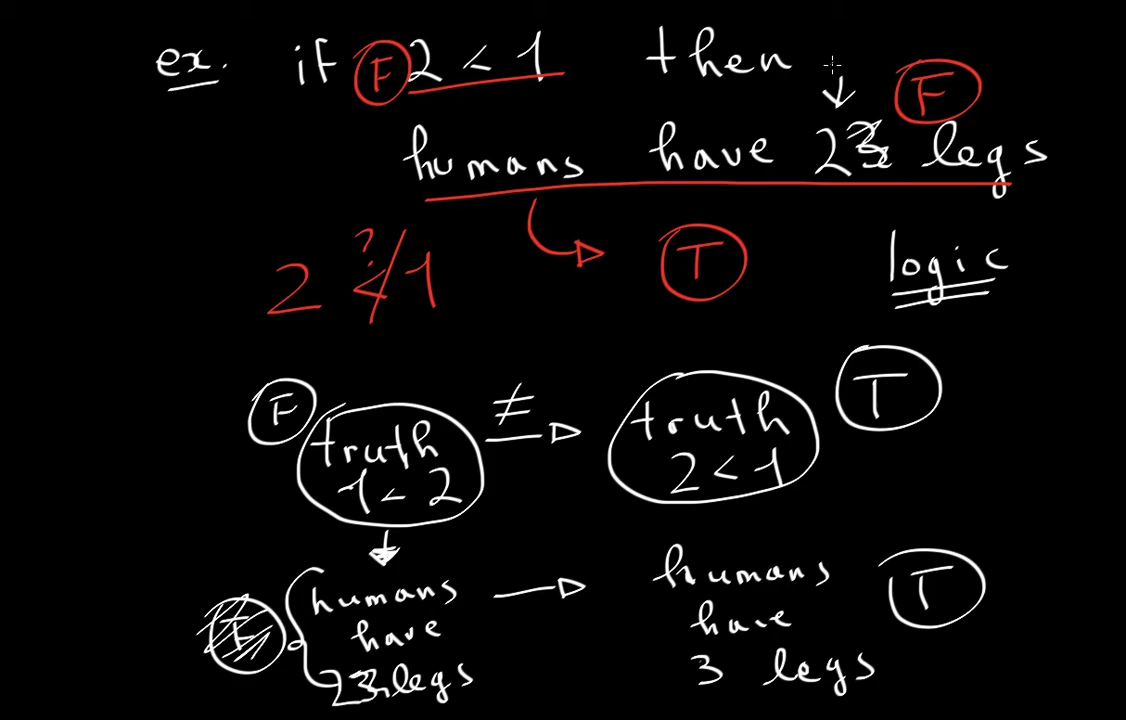 ex. if F 2 < 1 then
F
humans have 2 legs
2 ≮ 1 ?
T
logic
F
truth
1 < 2
≠
truth
2 < 1
T
humans
have
2 legs
humans
have
3 legs
T